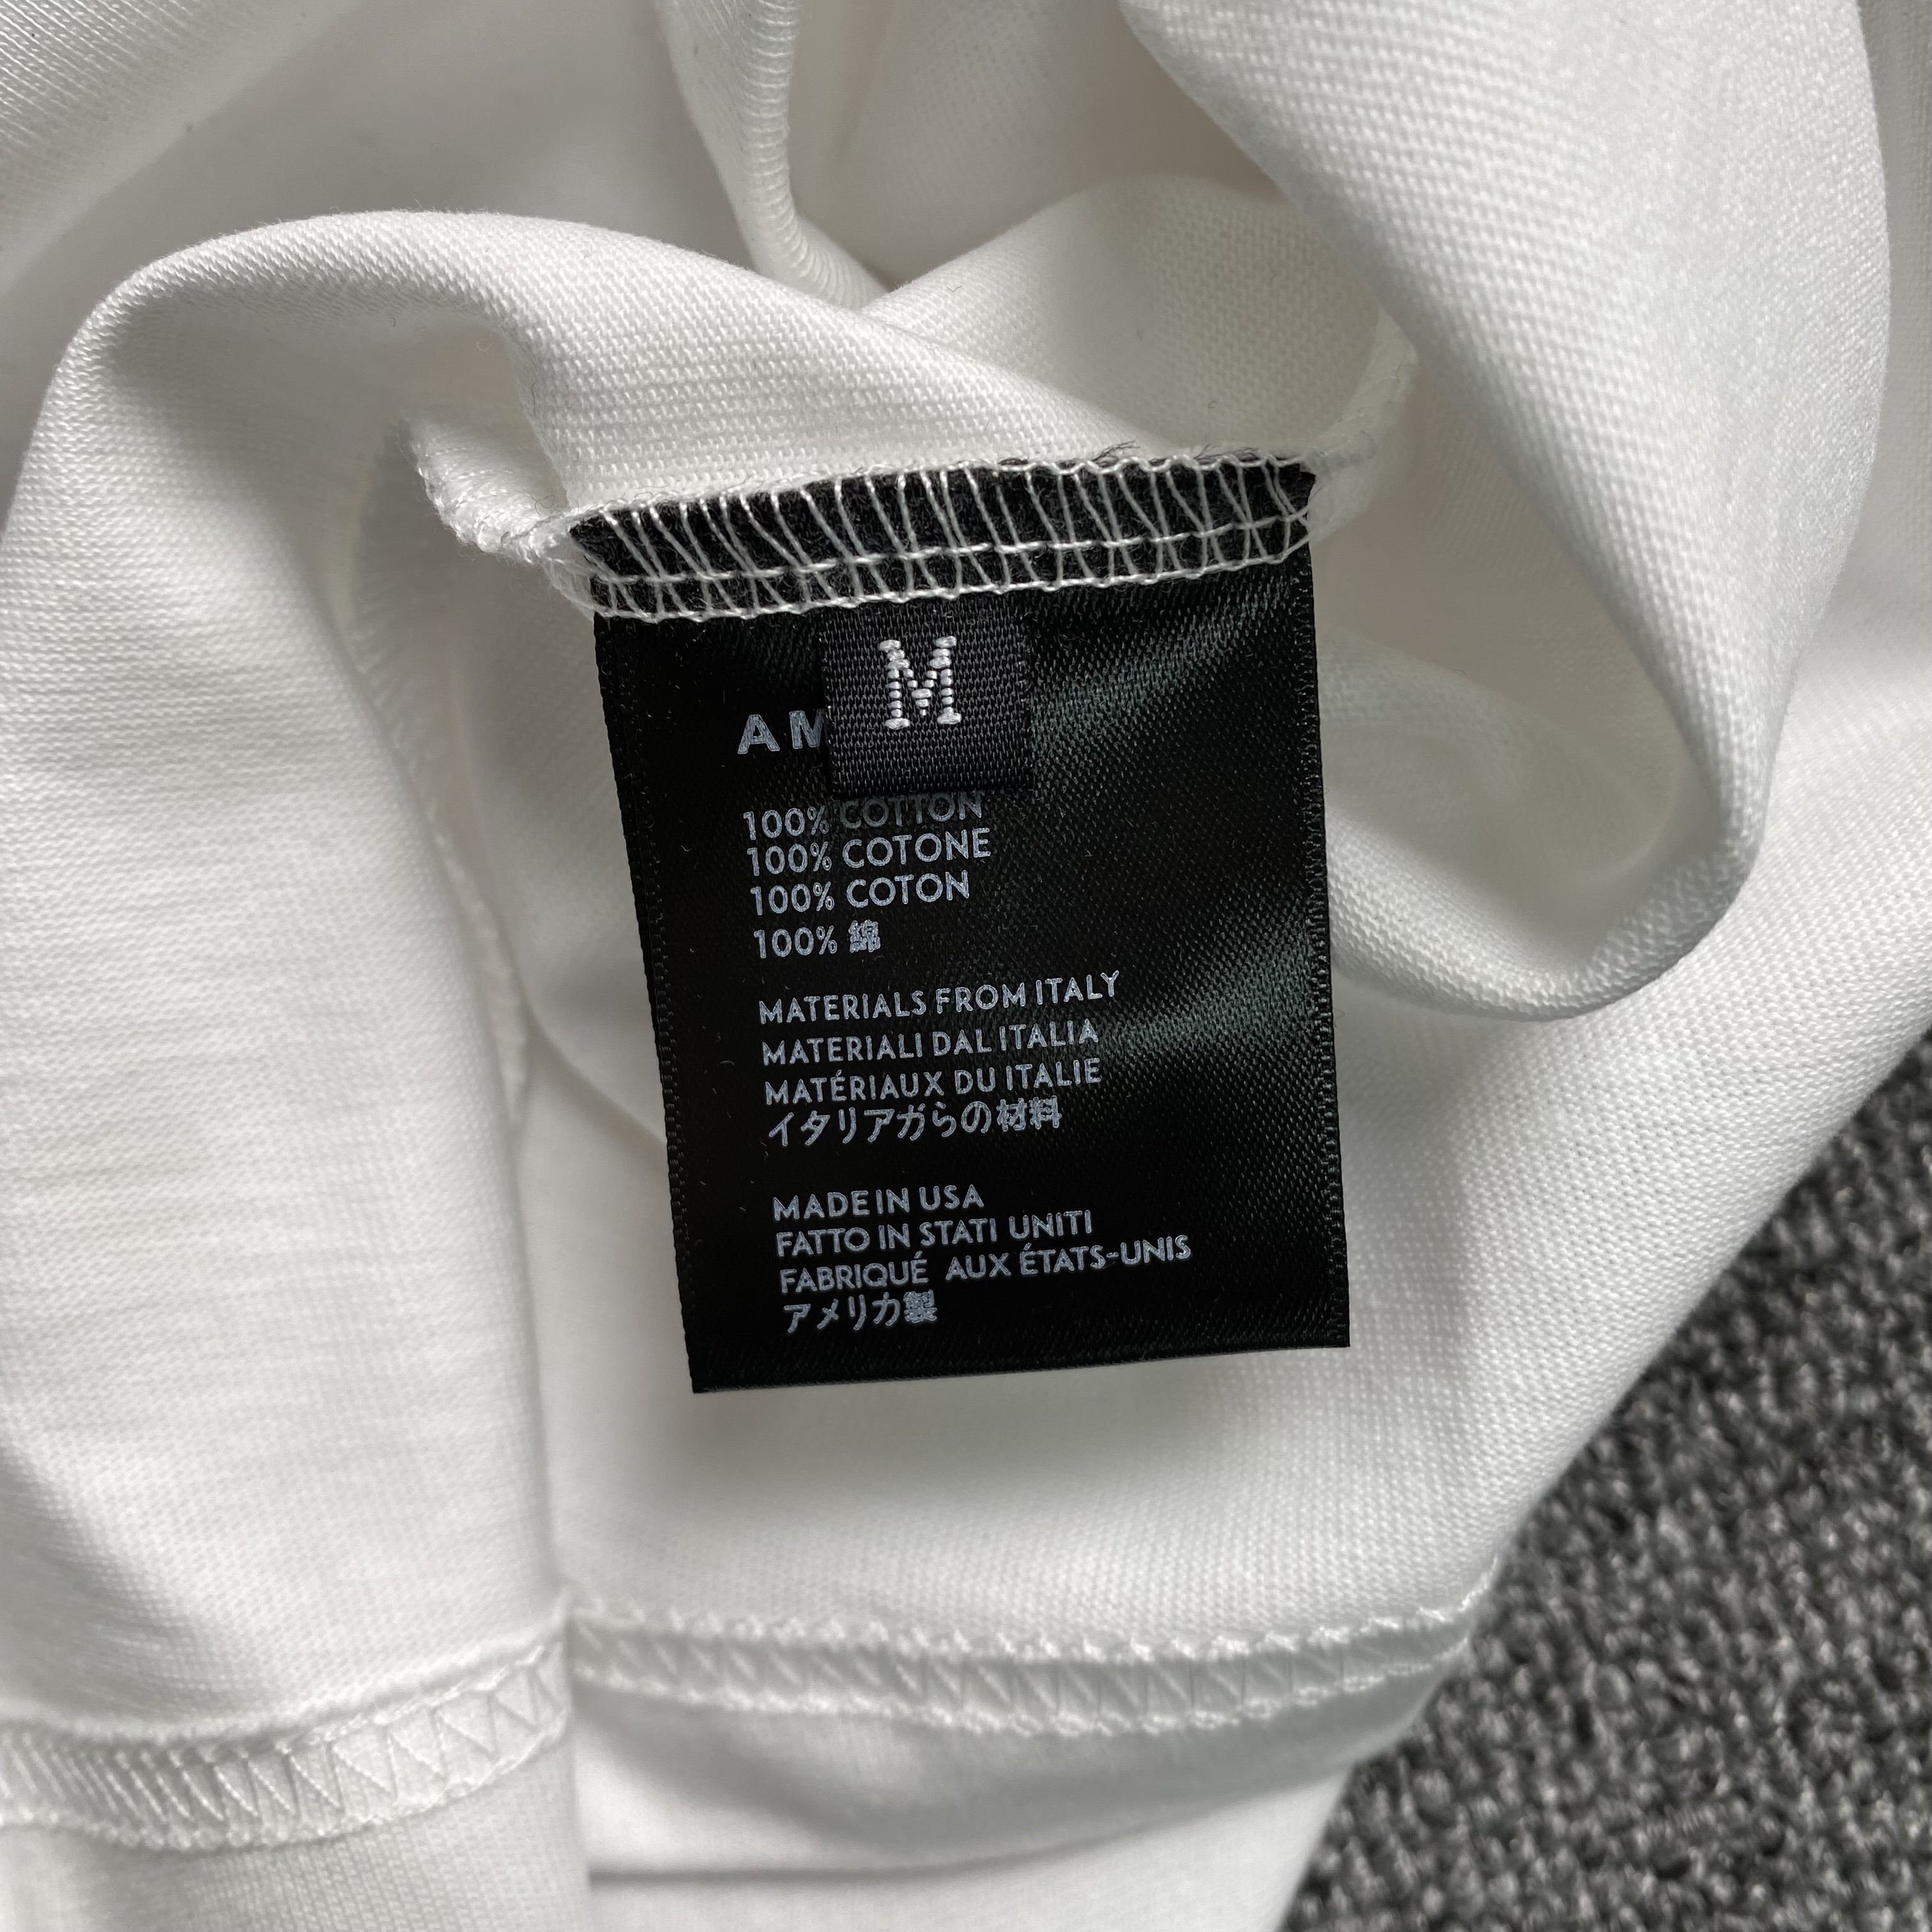 M
AM
100% COTTON
100% COTONE
100% COTON
100% 綿
MATERIALS FROM ITALY
MATERIALI DAL ITALIA
MATÉRIAUX DU ITALIE
イタリアガらの材料
MADE IN USA
FATTO IN STATI UNITI
FABRIQUÉ AUX ÉTATS-UNIS
アメリカ製